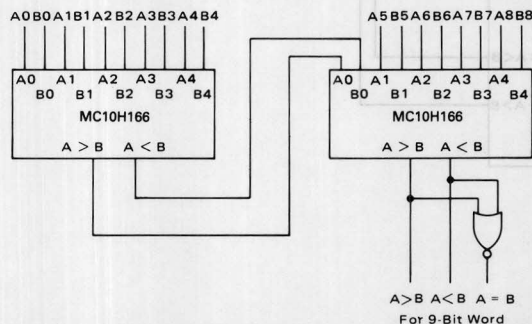 A0 B0 A1 B1 A2 B2 A3 B3 A4 B4
A5 B5 A6 B6 A7 B7 A8 B8
A0 A1 A2 A3 A4
B0 B1 B2 B3 B4
MC10H166
A > B A < B
A0 A1 A2 A3 A4
B0 B1 B2 B3 B4
MC10H166
A > B A < B
A>B A<B A = B
For 9-Bit Word